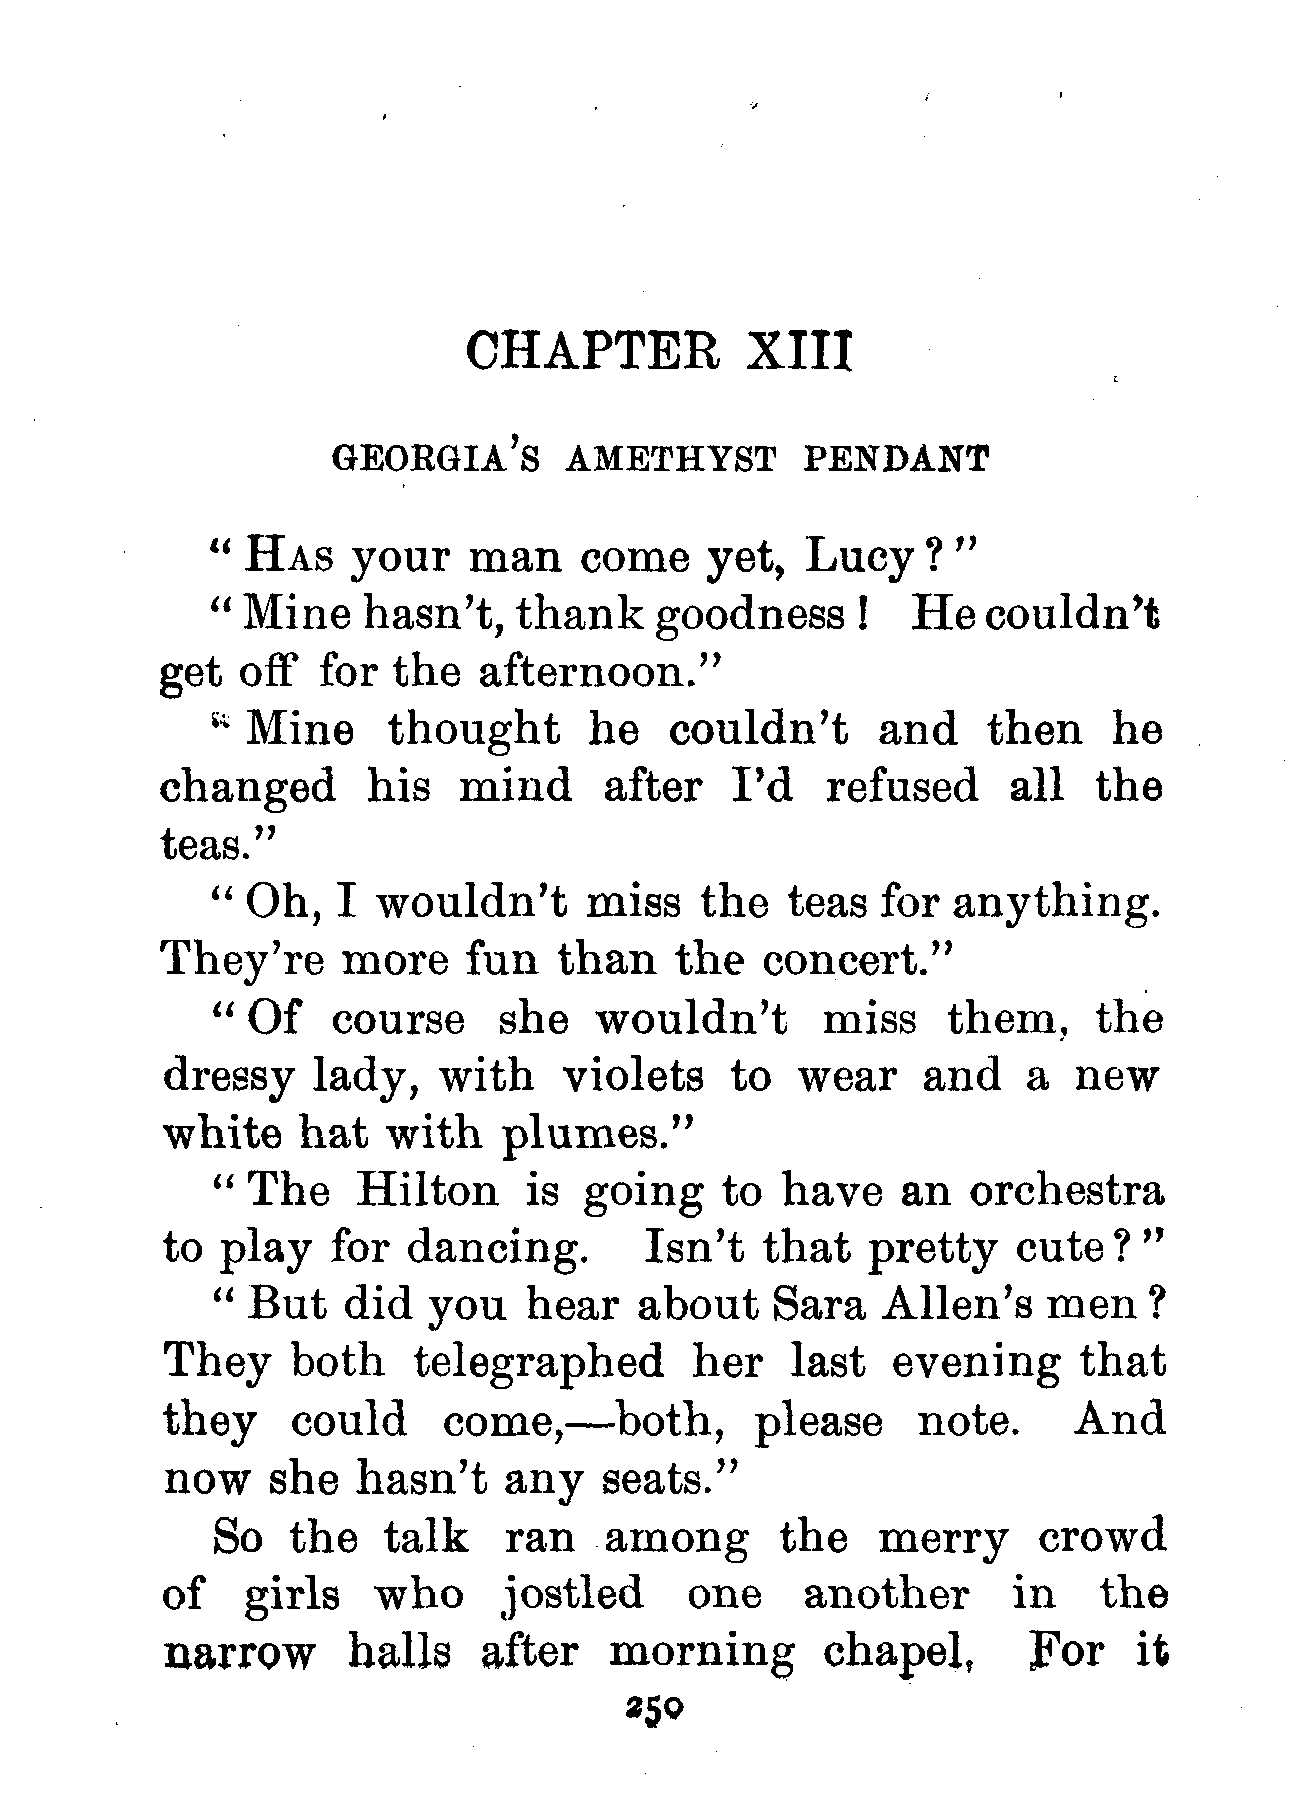 CHAPTER XIII
GEORGIA'S AMETHYST PENDANT
" HAS your man come yet, Lucy ? "
" Mine hasn't, thank goodness ! He couldn't
get off for the afternoon."
" Mine thought he couldn't and then he
changed his mind after I'd refused all the
teas."
" Oh, I wouldn't miss the teas for anything.
They're more fun than the concert."
" Of course she wouldn't miss them, the
dressy lady, with violets to wear and a new
white hat with plumes."
" The Hilton is going to have an orchestra
to play for dancing. Isn't that pretty cute ? "
" But did you hear about Sara Allen's men ?
They both telegraphed her last evening that
they could come,—both, please note. And
now she hasn't any seats."
So the talk ran among the merry crowd
of girls who jostled one another in the
narrow halls after morning chapel, For it
250